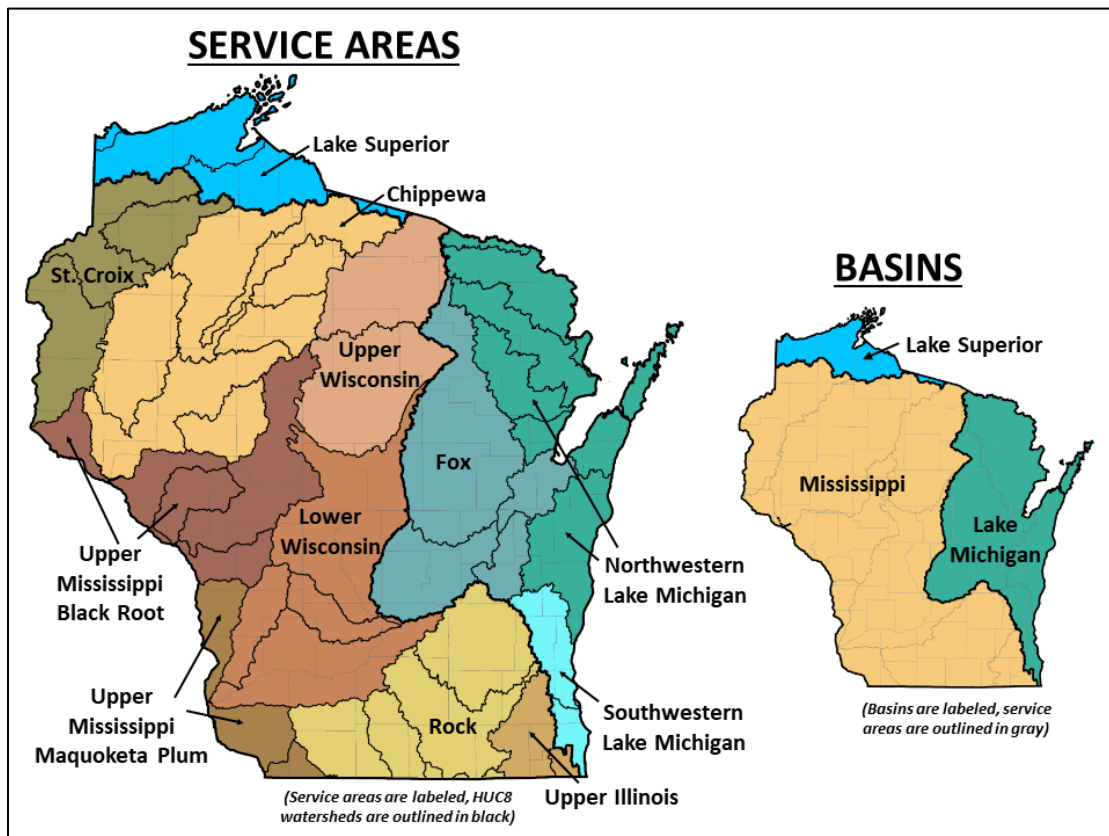 SERVICE AREAS
Lake Superior
Chippewa
St. Croix
Upper
Wisconsin
Fox
Lower
Wisconsin
Upper
Mississippi
Black Root
Northwestern
Lake Michigan
Upper
Mississippi
Maquoketa Plum
Rock
Southwestern
Lake Michigan
Upper Illinois
(Service areas are labeled, HUC8
watersheds are outlined in black)
BASINS
Lake Superior
Mississippi
Lake
Michigan
(Basins are labeled, service
areas are outlined in gray)